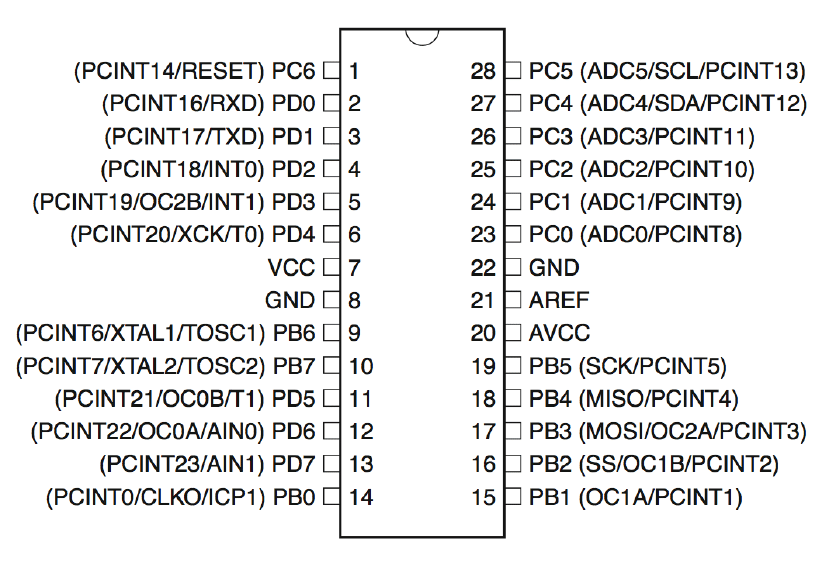 (PCINT14/RESET) PC6 1 28 PC5 (ADC5/SCL/PCINT13)
(PCINT16/RXD) PD0 2 27 PC4 (ADC4/SDA/PCINT12)
(PCINT17/TXD) PD1 3 26 PC3 (ADC3/PCINT11)
(PCINT18/INT0) PD2 4 25 PC2 (ADC2/PCINT10)
(PCINT19/OC2B/INT1) PD3 5 24 PC1 (ADC1/PCINT9)
(PCINT20/XCK/T0) PD4 6 23 PC0 (ADC0/PCINT8)
VCC 7 22 GND
GND 8 21 AREF
(PCINT6/XTAL1/TOSC1) PB6 9 20 AVCC
(PCINT7/XTAL2/TOSC2) PB7 10 19 PB5 (SCK/PCINT5)
(PCINT21/OC0B/T1) PD5 11 18 PB4 (MISO/PCINT4)
(PCINT22/OC0A/AIN0) PD6 12 17 PB3 (MOSI/OC2A/PCINT3)
(PCINT23/AIN1) PD7 13 16 PB2 (SS/OC1B/PCINT2)
(PCINT0/CLKO/ICP1) PB0 14 15 PB1 (OC1A/PCINT1)